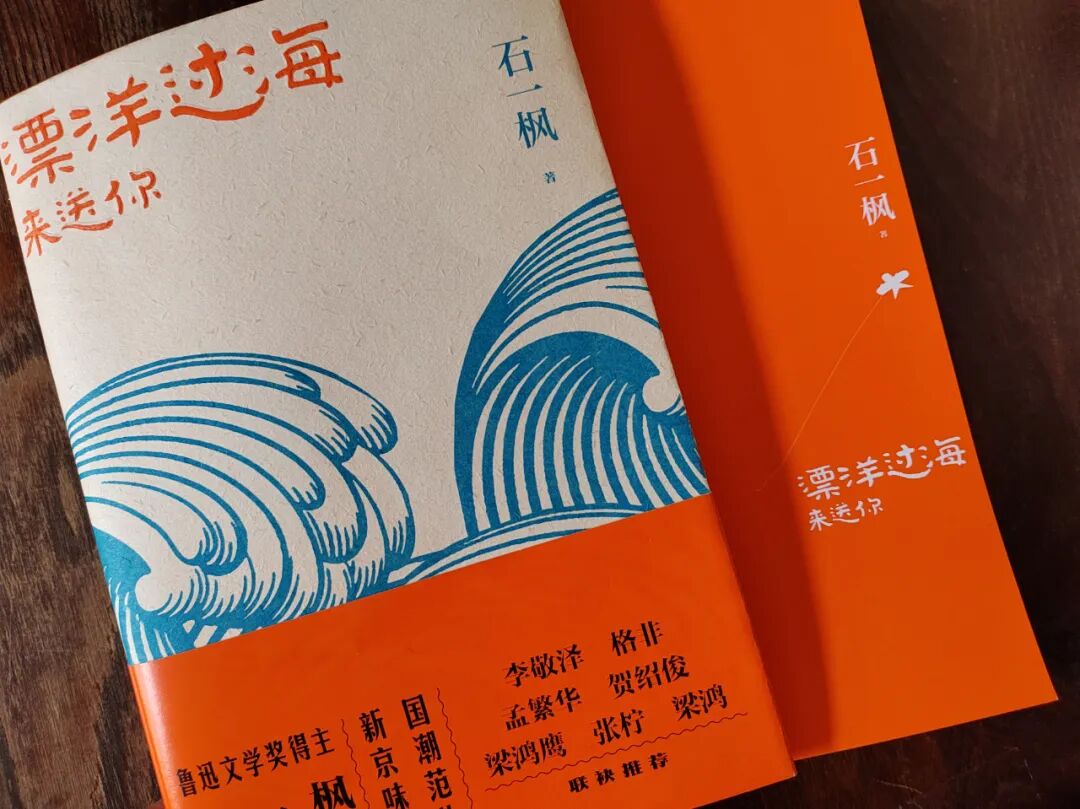 漂洋过海
来送你
石一枫
著
鲁迅文学奖得主
枫
新京味
国潮范
李敬泽 格非
孟繁华 贺绍俊
梁鸿鹰 张柠 梁鸿
联袂推荐
石一枫
著
漂洋过海
来送你